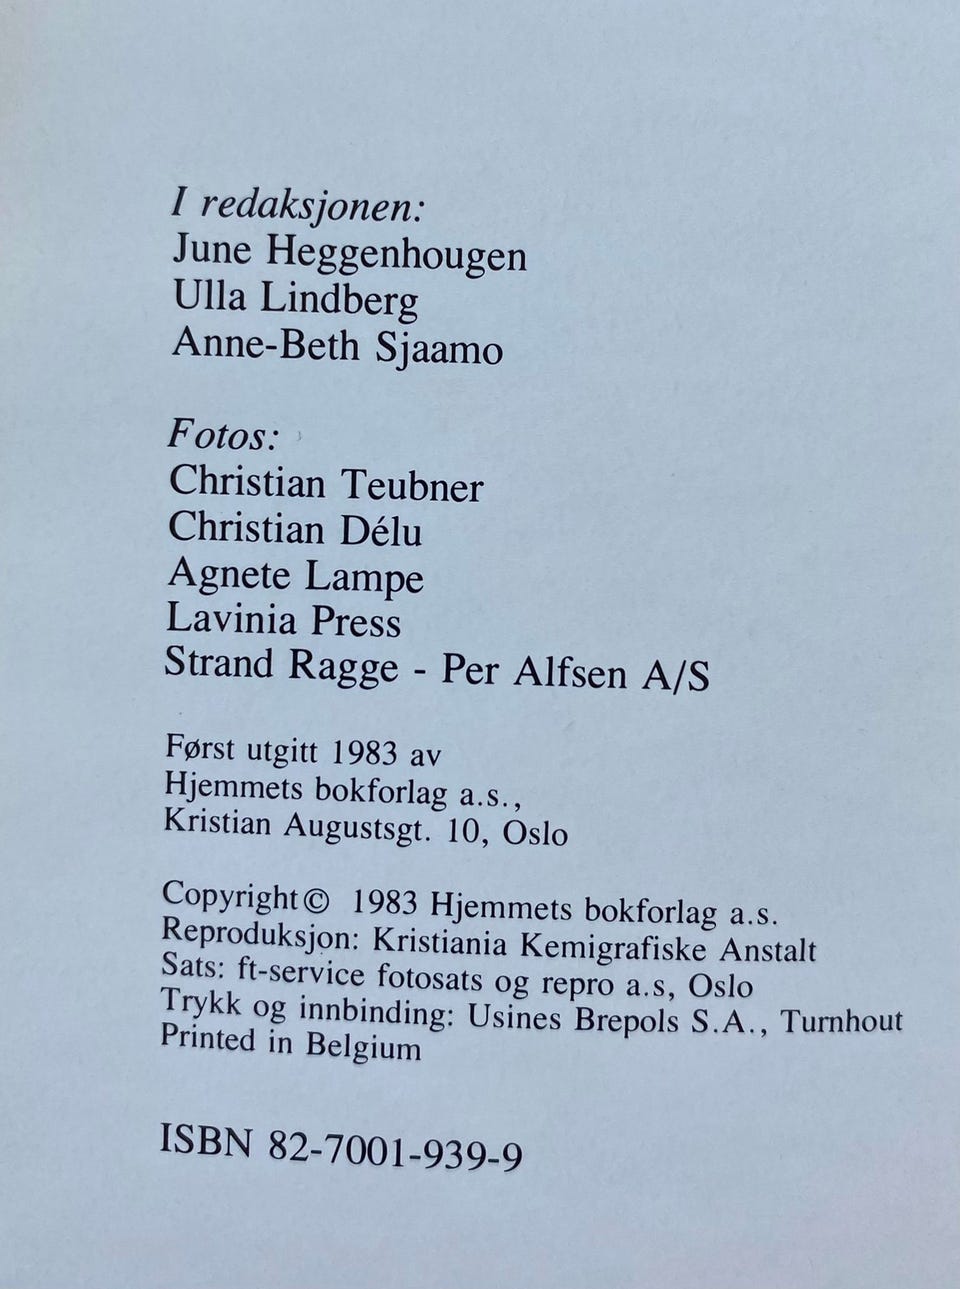 I redaksjonen:
June Heggenhougen
Ulla Lindberg
Anne-Beth Sjaamo
Fotos:
Christian Teubner
Christian Délu
Agnete Lampe
Lavinia Press
Strand Ragge - Per Alfsen A/S
Først utgitt 1983 av
Hjemmets bokforlag a.s.,
Kristian Augustsgt. 10, Oslo
Copyright© 1983 Hjemmets bokforlag a.s.
Reproduksjon: Kristiania Kemigrafiske Anstalt
Sats: ft-service fotosats og repro a.s, Oslo
Trykk og innbinding: Usines Brepols S.A., Turnhout
Printed in Belgium
ISBN 82-7001-939-9